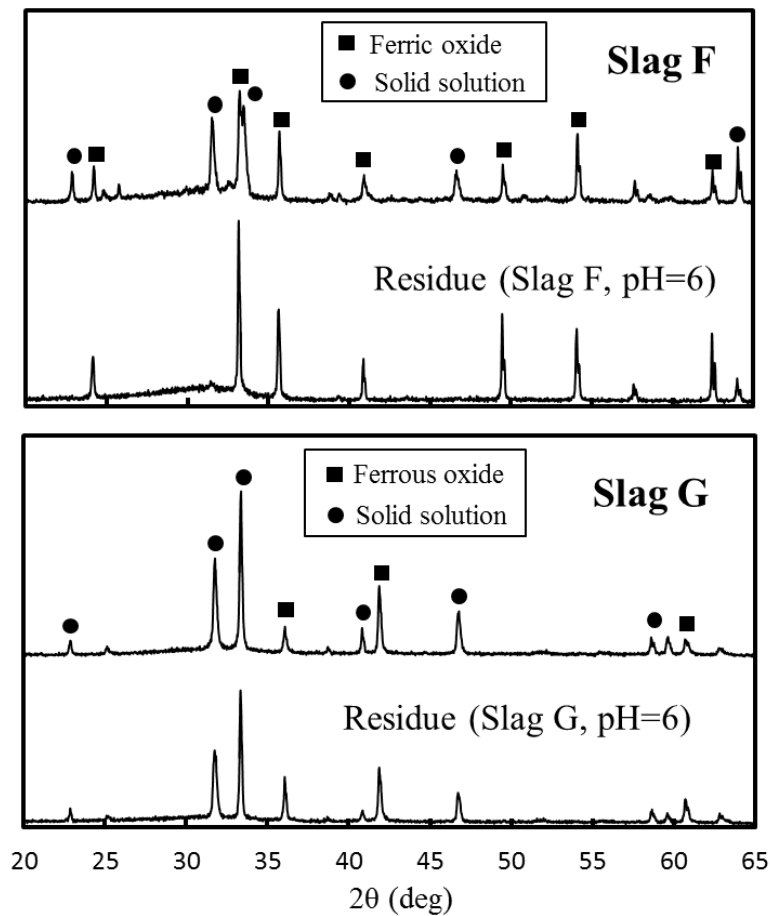 ■ Ferric oxide
● Solid solution
Slag F
Residue (Slag F, pH=6)
■ Ferrous oxide
● Solid solution
Slag G
Residue (Slag G, pH=6)
20 25 30 35 40 45 50 55 60 65
2θ (deg)